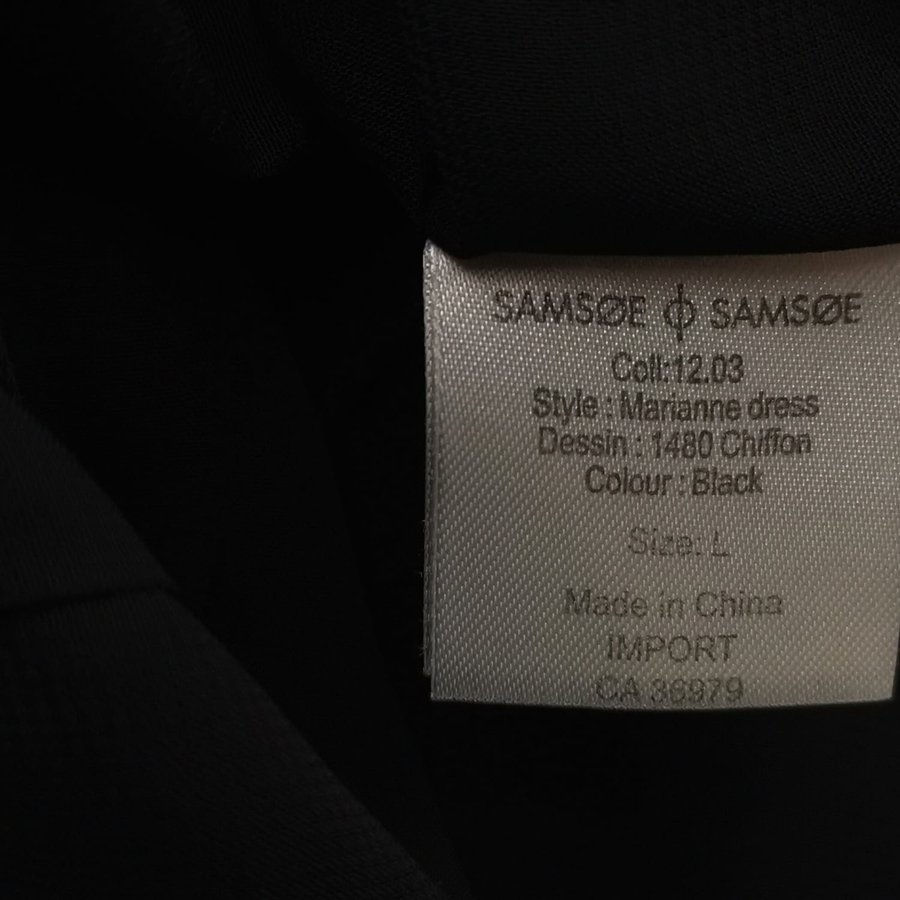 SAMSØE ϕ SAMSØE
Coll:12.03
Style : Marianne dress
Dessin : 1480 Chiffon
Colour : Black
Size: L
Made in China
IMPORT
CA 36979